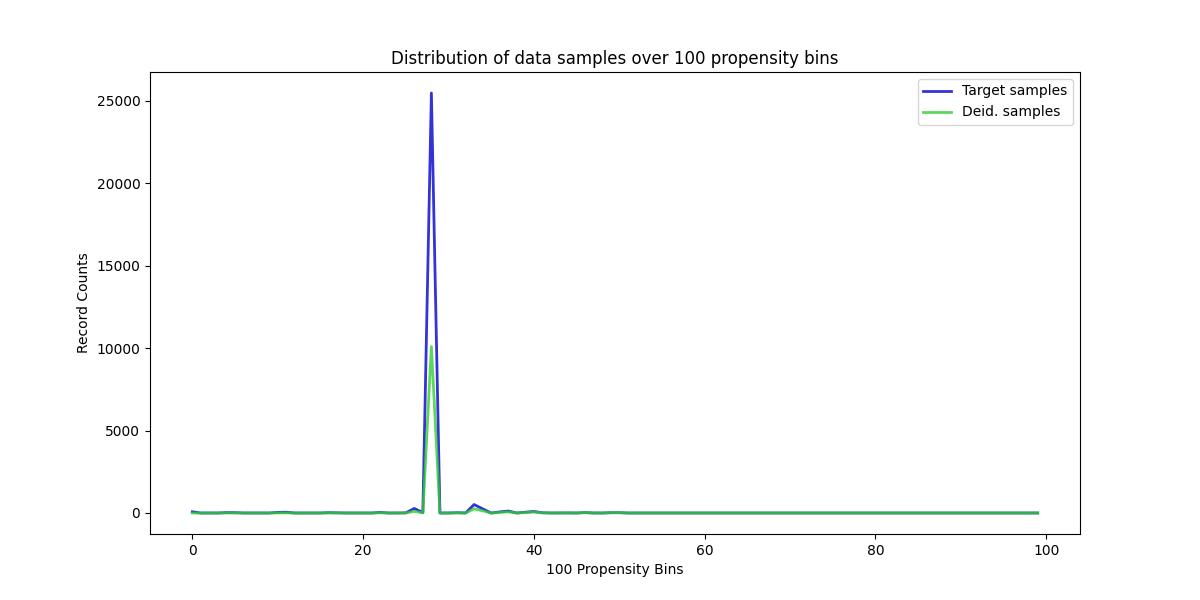 Distribution of data samples over 100 propensity bins
Target samples
Deid. samples
25000
20000
15000
10000
5000
0
Record Counts
0 20 40 60 80 100
100 Propensity Bins